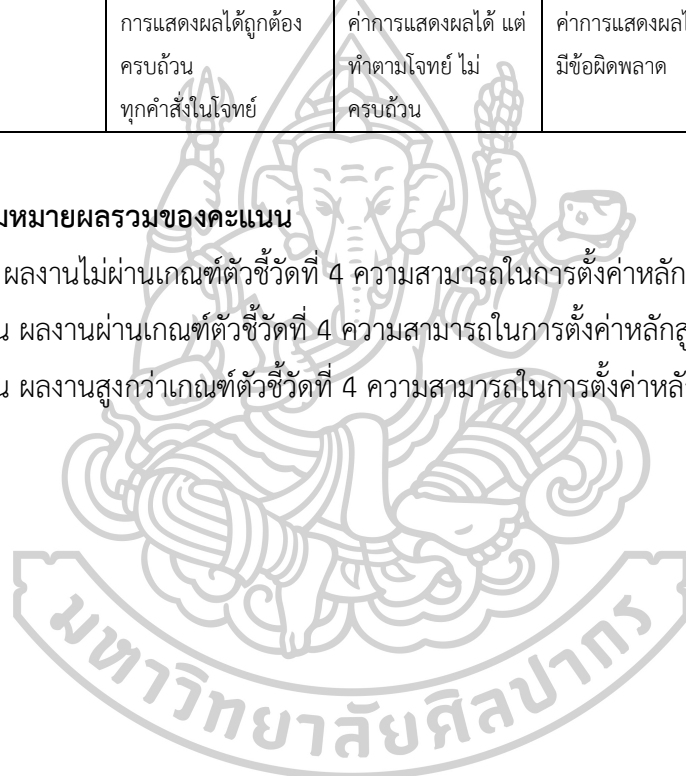 การแสดงผลได้ถูกต้อง
ครบถ้วน
ทุกคำสั่งในโจทย์
ค่าการแสดงผลได้ แต่
ทำตามโจทย์ ไม่
ครบถ้วน
ค่าการแสดงผล
มีข้อผิดพลาด
มหมายผลรวมของคะแนน
ผลงานไม่ผ่านเกณฑ์ตัวชี้วัดที่ 4 ความสามารถในการตั้งค่าหลัก
น ผลงานผ่านเกณฑ์ตัวชี้วัดที่ 4 ความสามารถในการตั้งค่าหลักสู
น ผลงานสูงกว่าเกณฑ์ตัวชี้วัดที่ 4 ความสามารถในการตั้งค่าหลั
มหาวิทยาลัยศิลปากร